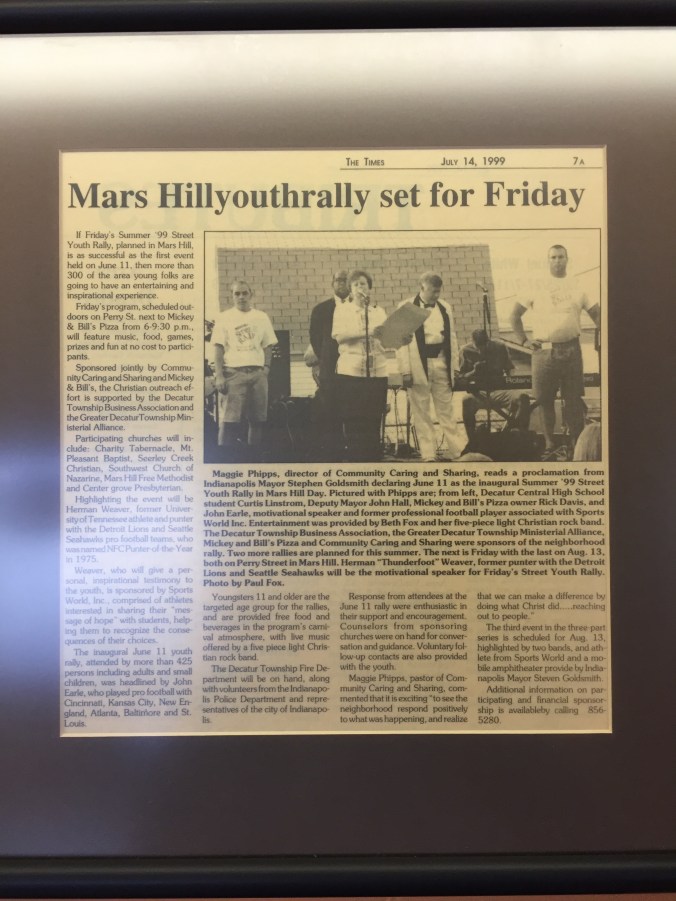 THE TIMES JULY 14, 1999 7A
Mars Hillyouthrally set for Friday
If Friday's Summer '99 Street
Youth Rally, planned in Mars Hill,
is as successful as the first event
held on June 11, then more than
300 of the area young folks are
going to have an entertaining and
inspirational experience.
Friday's program, scheduled out-
doors on Perry St. next to Mickey
& Bill's Pizza from 6-9:30 p.m.,
will feature music, food, games,
prizes and fun at no cost to partici-
pants.
Sponsored jointly by Commu-
nity Caring and Sharing and Mickey
& Bill's, the Christian outreach ef-
fort is supported by the Decatur
Township Business Association and
the Greater Decatur Township Min-
isterial Alliance.
Participating churches will in-
clude: Charity Tabernacle, Mt.
Pleasant Baptist, Seerley Creek
Christian, Southwest Church of
Nazarine, Mars Hill Free Methodist
and Center grove Presbyterian.
Highlighting the event will be
Herman Weaver, former Univer-
sity of Tennessee athlete and punter
with the Detroit Lions and Seattle
Seahawks pro football teams, who
was named NFC Punter of the Year
in 1975.
Weaver, who will give a per-
sonal, inspirational testimony to
the youth, is sponsored by Sports
World, Inc., comprised of athletes
interested in sharing their "mes-
sage of hope" with students, help-
ing them to recognize the conse-
quences of their choices.
The inaugural June 11 youth
rally, attended by more than 425
persons including adults and small
children, was headlined by John
Earle, who played pro football with
Cincinnati, Kansas City, New En-
gland, Atlanta, Baltimore and St.
Louis.
Roland
Maggie Phipps, director of Community Caring and Sharing, reads a proclamation from
Indianapolis Mayor Stephen Goldsmith declaring June 11 as the inaugural Summer '99 Street
Youth Rally in Mars Hill Day. Pictured with Phipps are; from left, Decatur Central High School
student Curtis Linstrom, Deputy Mayor John Hall, Mickey and Bill's Pizza owner Rick Davis, and
John Earle, motivational speaker and former professional football player associated with Sports
World Inc. Entertainment was provided by Beth Fox and her five-piece light Christian rock band.
The Decatur Township Business Association, the Greater Decatur Township Ministerial Alliance,
Mickey and Bill's Pizza and Community Caring and Sharing were sponsors of the neighborhood
rally. Two more rallies are planned for this summer. The next is Friday with the last on Aug. 13,
both on Perry Street in Mars Hill. Herman "Thunderfoot" Weaver, former punter with the Detroit
Lions and Seattle Seahawks will be the motivational speaker for Friday's Street Youth Rally.
Photo by Paul Fox.
Youngsters 11 and older are the
targeted age group for the rallies,
and are provided free food and
beverages in the program's carni-
val atmosphere, with live music
offered by a five piece light Chris-
tian rock band.
The Decatur Township Fire De-
partment will be on hand, along
with volunteers from the Indianapo-
lis Police Department and repre-
sentatives of the city of Indianapo-
lis.
Response from attendees at the
June 11 rally were enthusiastic in
their support and encouragement.
Counselors from sponsoring
churches were on hand for conver-
sation and guidance. Voluntary fol-
low-up contacts are also provided
with the youth.
Maggie Phipps, pastor of Com-
munity Caring and Sharing, com-
mented that it is exciting "to see the
neighborhood respond positively
to what was happening, and realize
that we can make a difference by
doing what Christ did.....reaching
out to people."
The third event in the three-part
series is scheduled for Aug. 13,
highlighted by two bands, and ath-
lete from Sports World and a mo-
bile amphitheater provide by India-
napolis Mayor Steven Goldsmith.
Additional information on par-
ticipating and financial sponsor-
ship is availableby calling 856-
5280.